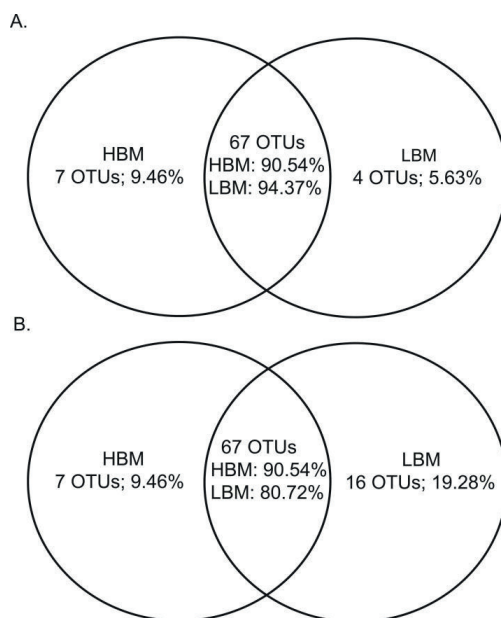 A.
HBM
7 OTUs; 9.46%
67 OTUs
HBM: 90.54%
LBM: 94.37%
LBM
4 OTUs; 5.63%
B.
HBM
7 OTUs; 9.46%
67 OTUs
HBM: 90.54%
LBM: 80.72%
LBM
16 OTUs; 19.28%